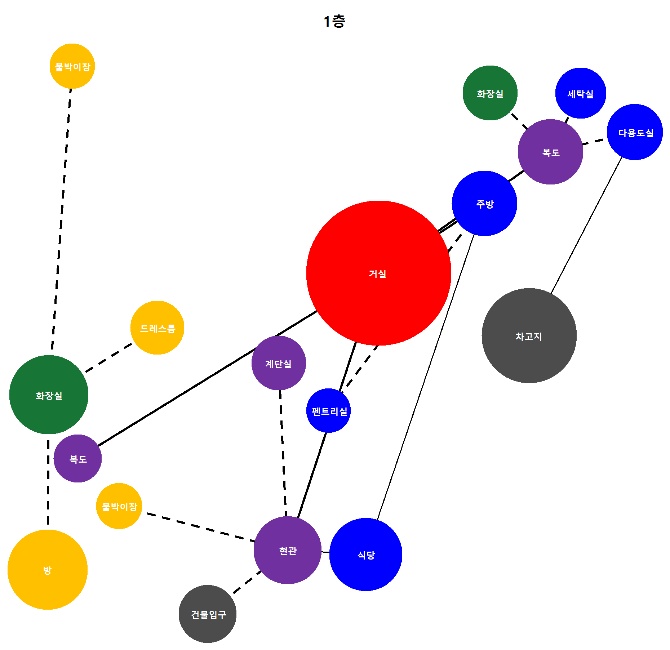 1층
붙박이장
화장실
세탁실
다용도실
복도
주방
거실
드레스룸
차고지
계단실
화장실
펜트리실
복도
붙박이장
현관
식당
방
건물입구